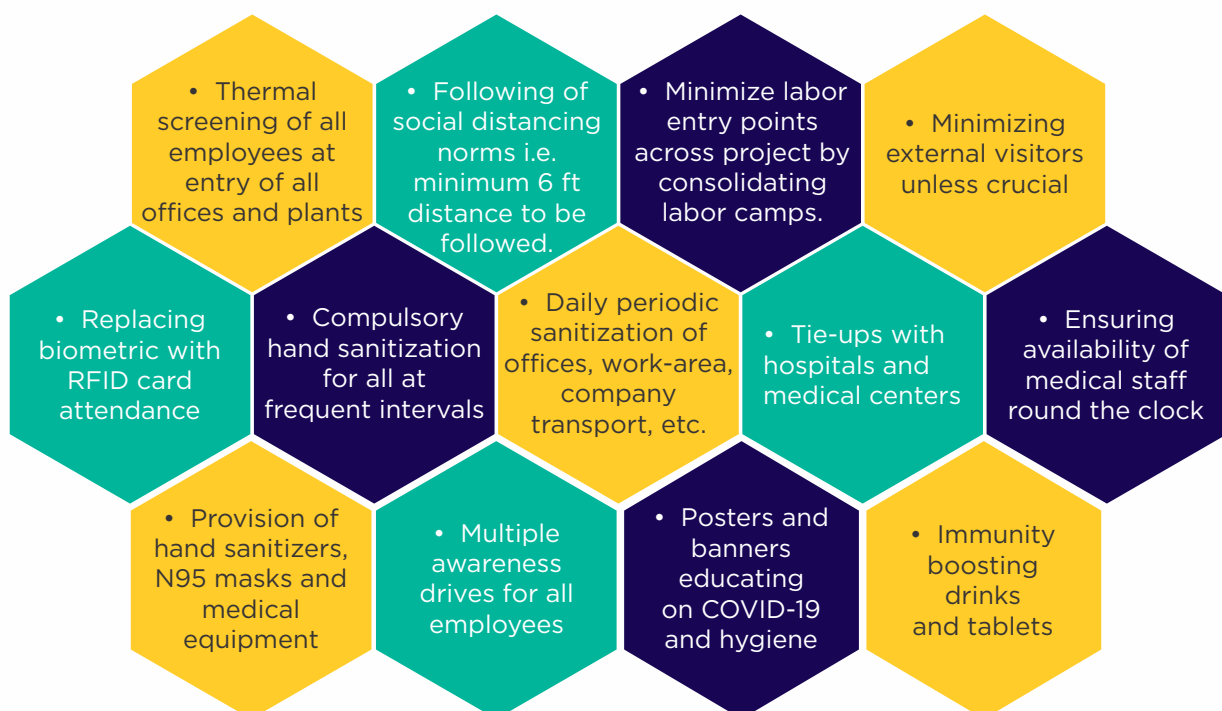 • Thermal
screening of all
employees at
entry of all
offices and plants
• Following of
social distancing
norms i.e.
minimum 6 ft
distance to be
followed.
• Minimize labor
entry points
across project by
consolidating
labor camps.
• Minimizing
external visitors
unless crucial
• Replacing
biometric with
RFID card
attendance
• Compulsory
hand sanitization
for all at
frequent intervals
• Daily periodic
sanitization of
offices, work-area,
company
transport, etc.
• Tie-ups with
hospitals and
medical centers
• Ensuring
availability of
medical staff
round the clock
• Provision of
hand sanitizers,
N95 masks and
medical
equipment
• Multiple
awareness
drives for all
employees
• Posters and
banners
educating
on COVID-19
and hygiene
• Immunity
boosting
drinks
and tablets